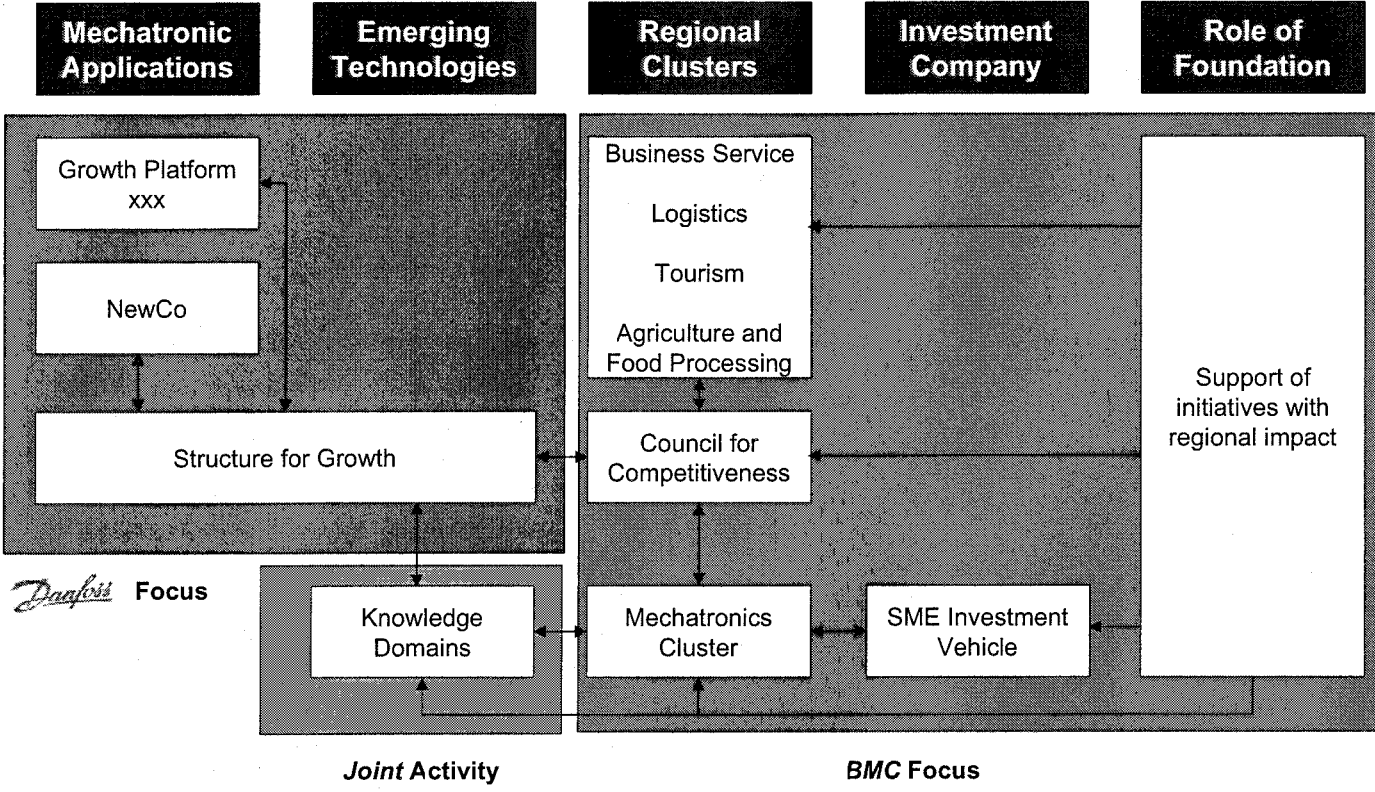 Mechatronic
Applications
Emerging
Technologies
Regional
Clusters
Investment
Company
Role of
Foundation
Growth Platform
xxx
NewCo
Structure for Growth
Business Service
Logistics
Tourism
Agriculture and
Food Processing
Council for
Competitiveness
Support of
initiatives with
regional impact
Danfoss Focus
Knowledge
Domains
Mechatronics
Cluster
SME Investment
Vehicle
Joint Activity
BMC Focus